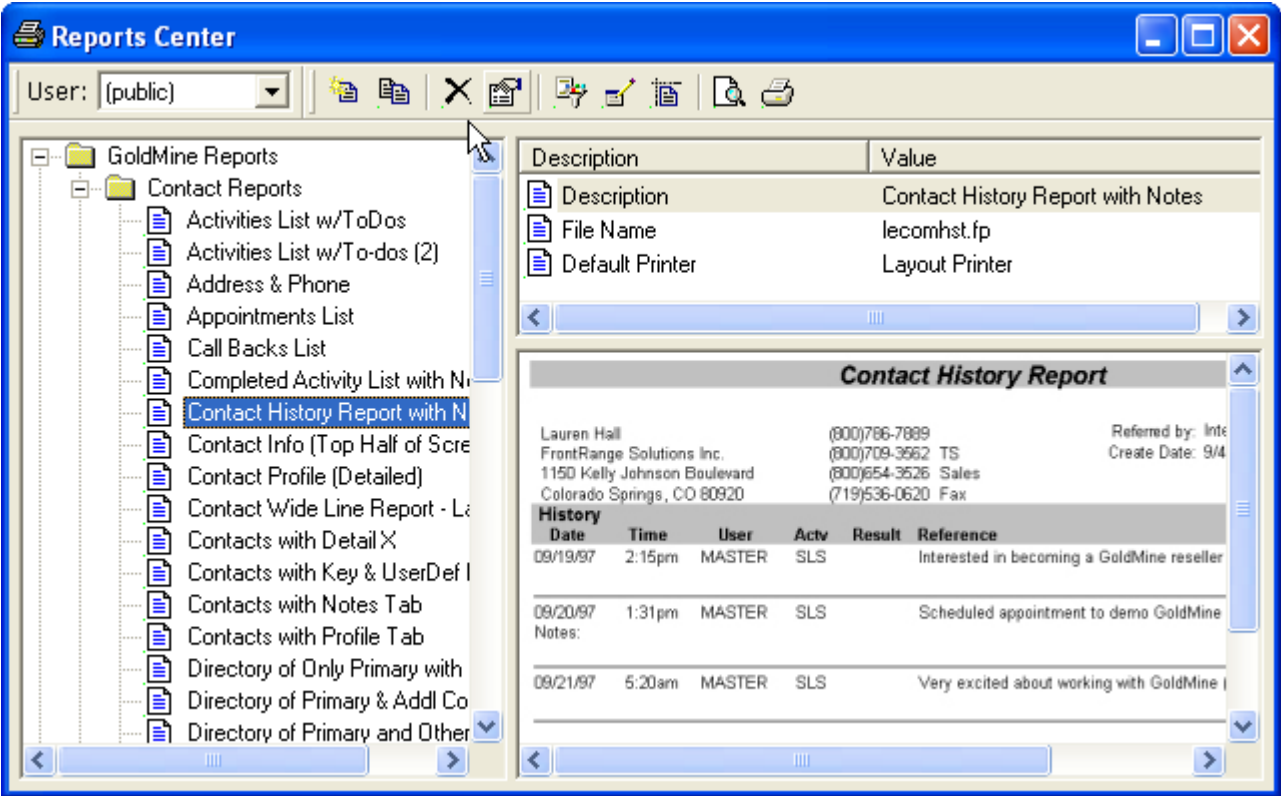 Reports Center
User: (public)
GoldMine Reports
Contact Reports
Activities List w/ToDos
Activities List w/To-dos (2)
Address & Phone
Appointments List
Call Backs List
Completed Activity List with
Contact History Report with N
Contact Info (Top Half of Scre
Contact Profile (Detailed)
Contact Wide Line Report - La
Contacts with Detail X
Contacts with Key & UserDef
Contacts with Notes Tab
Contacts with Profile Tab
Directory of Only Primary with
Directory of Primary & Addl Co
Directory of Primary and Other
Description Value
Description Contact History Report with Notes
File Name lecomhst.fp
Default Printer Layout Printer
Contact History Report
Lauren Hall (800)786-7889 Referred by: Inte
FrontRange Solutions Inc. (800)709-3562 TS Create Date: 9/4
1150 Kelly Johnson Boulevard (800)654-3526 Sales
Colorado Springs, CO 80920 (719)536-0620 Fax
History
Date Time User Actv Result Reference
09/19/97 2:15pm MASTER SLS Interested in becoming a GoldMine reseller
09/20/97 1:31pm MASTER SLS Scheduled appointment to demo GoldMine
Notes:
09/21/97 5:20am MASTER SLS Very excited about working with GoldMine